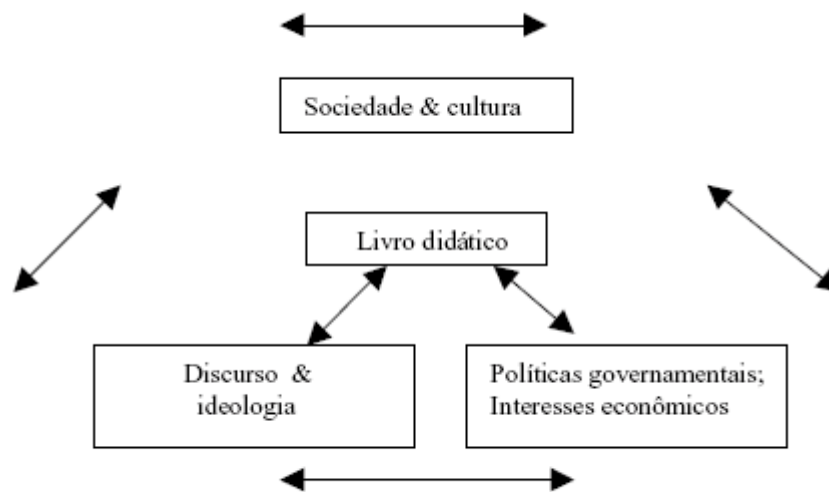 Sociedade & cultura
Livro didático
Discurso &
ideologia
Políticas governamentais;
Interesses econômicos